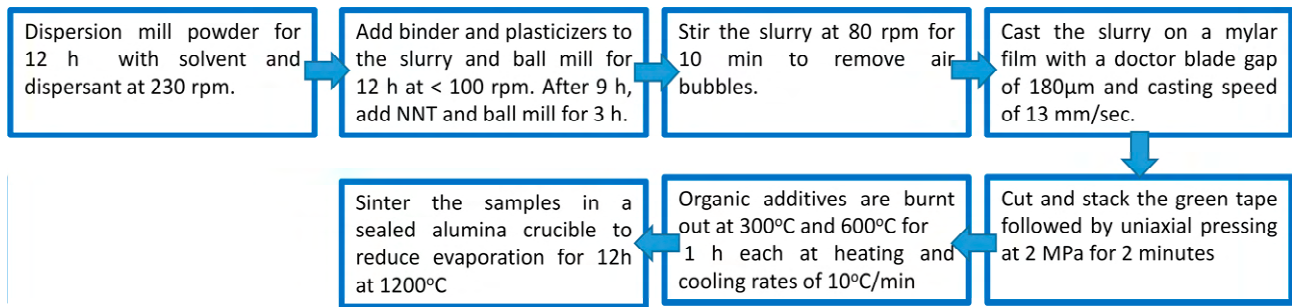 Dispersion mill powder for
12 h with solvent and
dispersant at 230 rpm.
Add binder and plasticizers to
the slurry and ball mill for
12 h at < 100 rpm. After 9 h,
add NNT and ball mill for 3 h.
Stir the slurry at 80 rpm for
10 min to remove air
bubbles.
Cast the slurry on a mylar
film with a doctor blade gap
of 180μm and casting speed
of 13 mm/sec.
Cut and stack the green tape
followed by uniaxial pressing
at 2 MPa for 2 minutes
Organic additives are burnt
out at 300°C and 600°C for
1 h each at heating and
cooling rates of 10°C/min
Sinter the samples in a
sealed alumina crucible to
reduce evaporation for 12h
at 1200°C